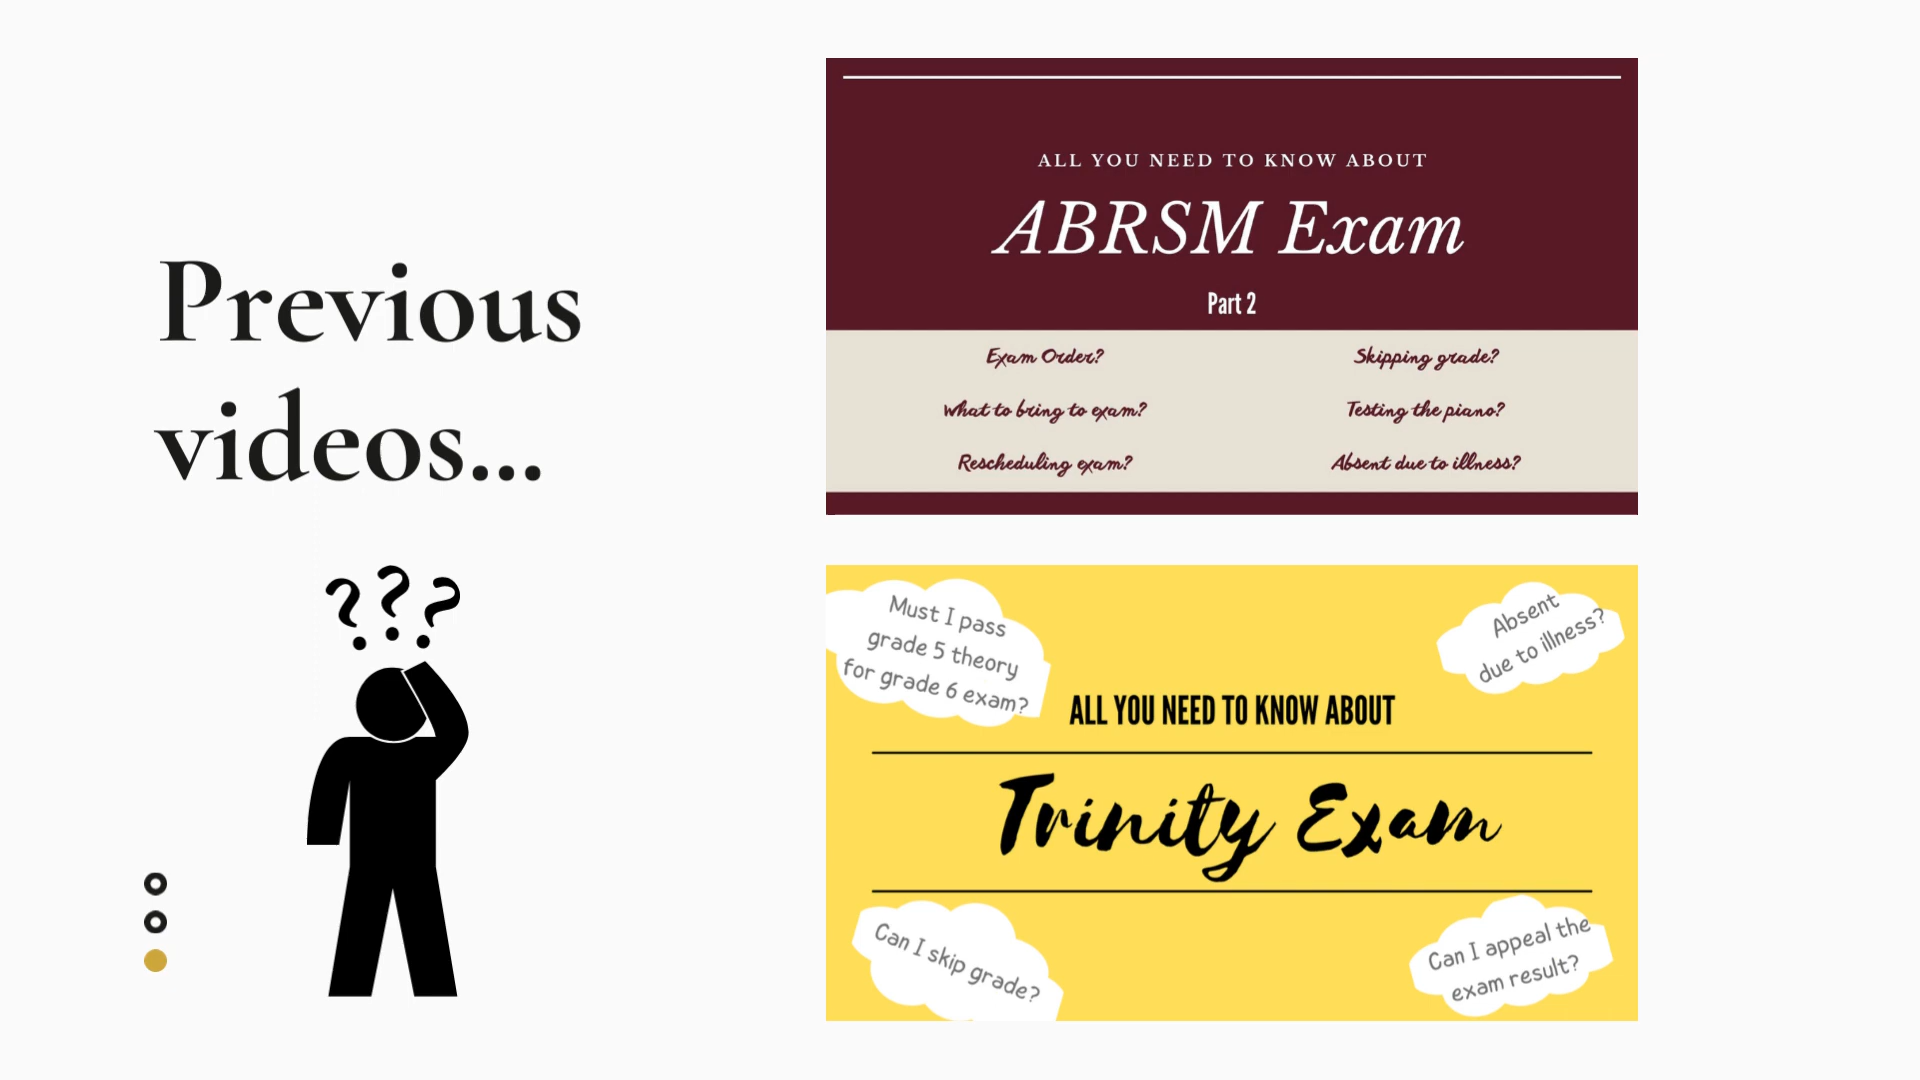 Previous
videos...
? ? ?
ALL YOU NEED TO KNOW ABOUT
ABRSM Exam
Part 2
Exam Order?
Skipping grade?
What to bring to exam?
Testing the piano?
Rescheduling exam?
Absent due to illness?
Must I pass
grade 5 theory
for grade 6 exam?
Absent
due to illness?
ALL YOU NEED TO KNOW ABOUT
Trinity Exam
Can I skip grade?
Can I appeal the
exam result?